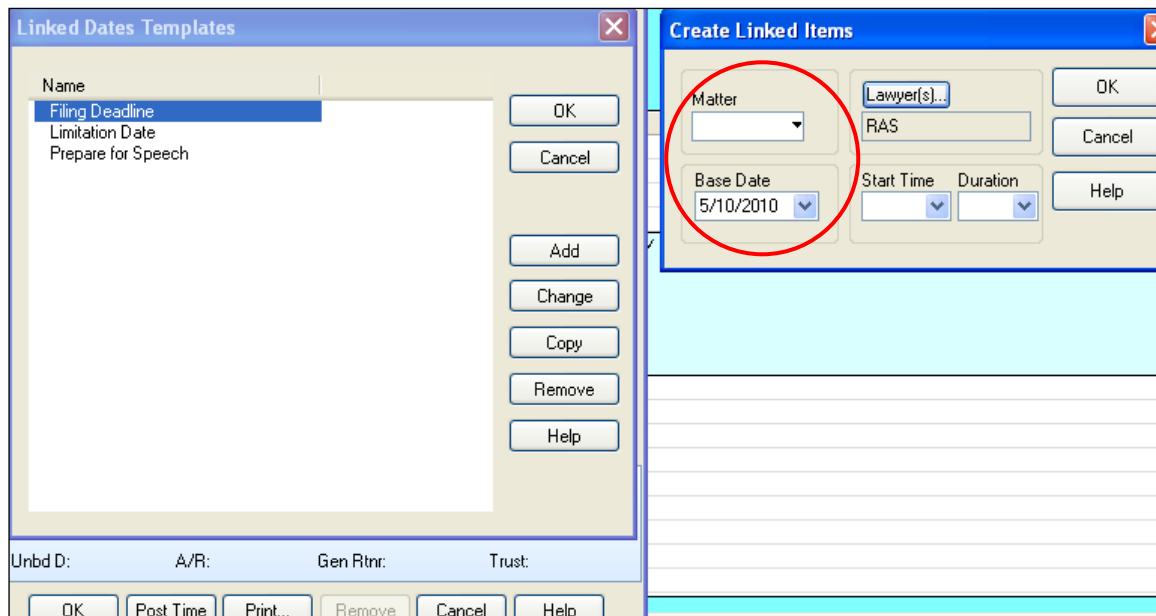 Linked Dates Templates
Name
Filing Deadline
Limitation Date
Prepare for Speech
OK
Cancel
Add
Change
Copy
Remove
Help
Unbd D: A/R: Gen Rtnr: Trust:
OK Post Time Print... Remove Cancel Help
Create Linked Items
Matter
Lawyer(s)...
RAS
Base Date
5/10/2010
Start Time Duration
OK
Cancel
Help